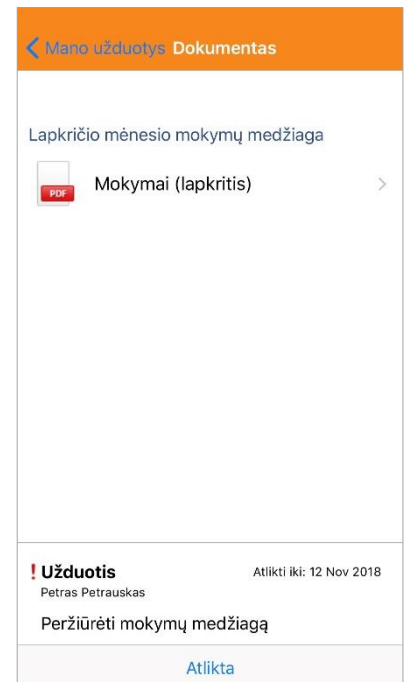 Mano užduotys Dokumentas
Lapkričio mėnesio mokymų medžiaga
PDF
Mokymai (lapkritis)
! Užduotis Atlikti iki: 12 Nov 2018
Petras Petrauskas
Peržiūrėti mokymų medžiagą
Atlikta